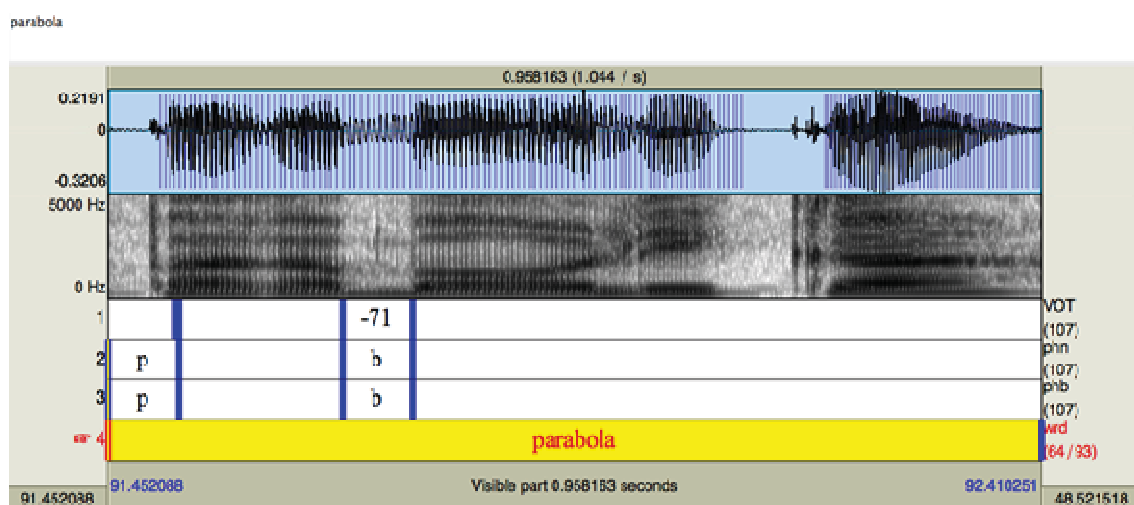 parabola
0.958163 (1.044 / s)
0.2191
0
-0.3206
5000 Hz
0 Hz
1 -71 VOT (107)
2 p b phn (107)
3 p b phb (107)
4 parabola wrd (64 / 93)
91.452088 Visible part 0.958163 seconds 92.410251
91.452088 48.521518